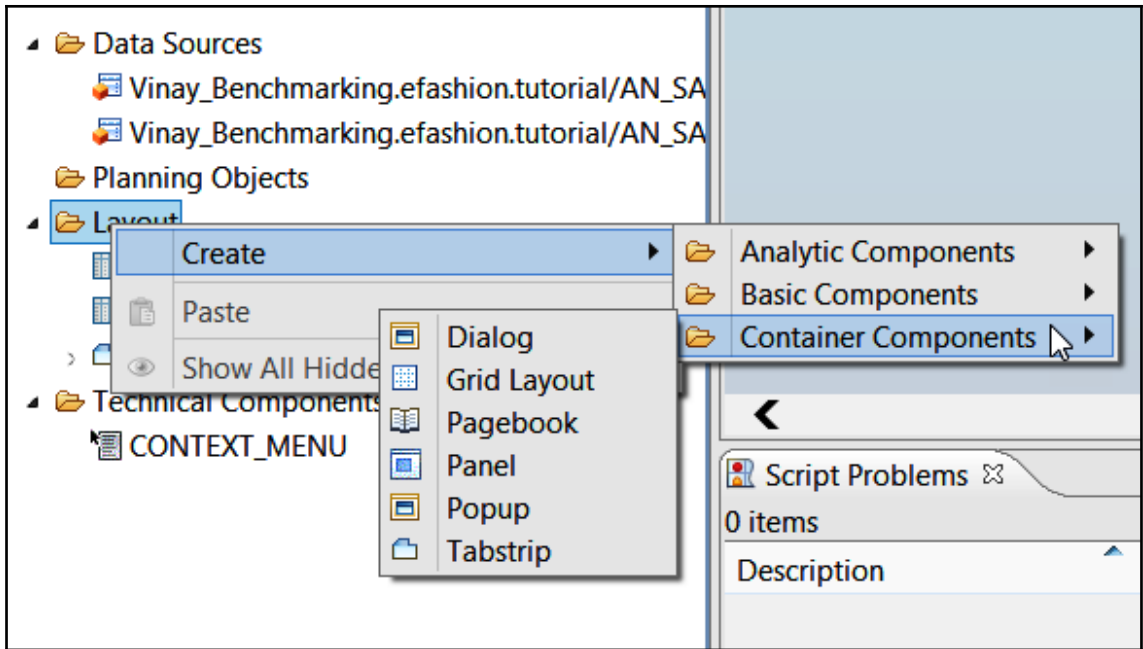 Data Sources
Vinay_Benchmarking.efashion.tutorial/AN_SA
Vinay_Benchmarking.efashion.tutorial/AN_SA
Planning Objects
Layout
Create
Analytic Components
Basic Components
Container Components
Paste
Show All Hidde
Dialog
Grid Layout
Pagebook
Panel
Popup
Tabstrip
Technical Components
CONTEXT_MENU
Script Problems
0 items
Description